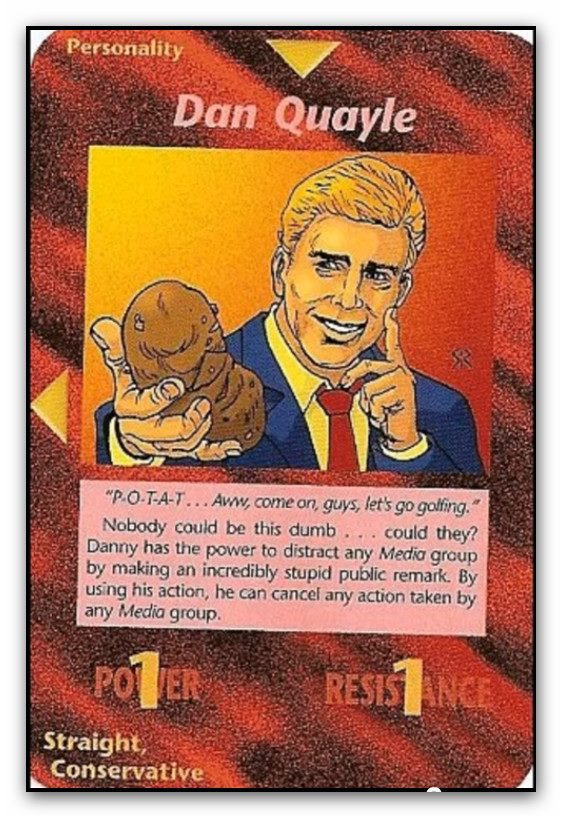 Personality
Dan Quayle
SR
"P-O-T-A-T . . . Aww, come on, guys, let's go golfing."
Nobody could be this dumb . . . could they?
Danny has the power to distract any Media group
by making an incredibly stupid public remark. By
using his action, he can cancel any action taken by
any Media group.
POWER 1 RESISTANCE 1
Straight,
Conservative